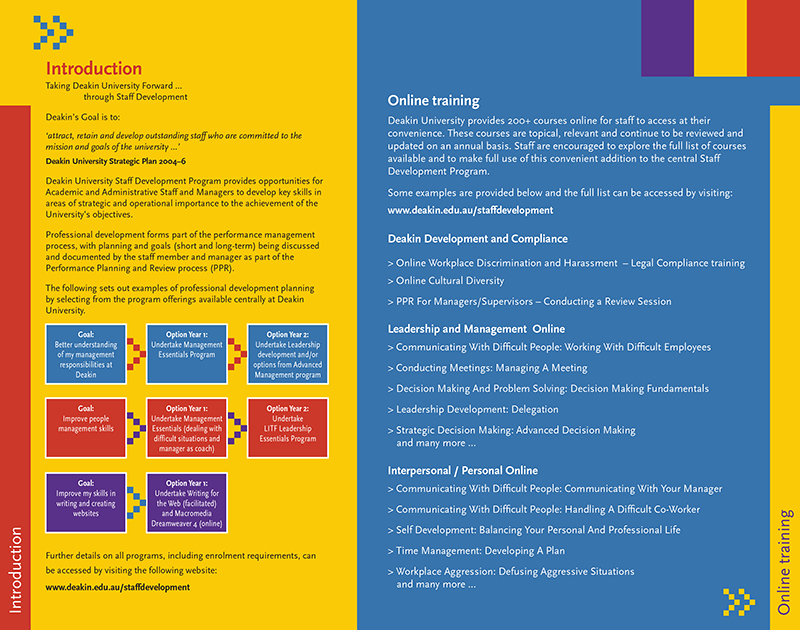 Introduction
Taking Deakin University Forward ...
through Staff Development
Deakin's Goal is to:
'attract, retain and develop outstanding staff who are committed to the
mission and goals of the university ...'
Deakin University Strategic Plan 2004–6
Deakin University Staff Development Program provides opportunities for
Academic and Administrative Staff and Managers to develop key skills in
areas of strategic and operational importance to the achievement of the
University's objectives.
Professional development forms part of the performance management
process, with planning and goals (short and long-term) being discussed
and documented by the staff member and manager as part of the
Performance Planning and Review process (PPR).
The following sets out examples of professional development planning
by selecting from the program offerings available centrally at Deakin
University.
Goal:
Better understanding
of my management
responsibilities at
Deakin
Option Year 1:
Undertake Management
Essentials Program
Option Year 2:
Undertake Leadership
development and/or
options from Advanced
Management program
Goal:
Improve people
management skills
Option Year 1:
Undertake Management
Essentials (dealing with
difficult situations and
manager as coach)
Option Year 2:
Undertake
LITF Leadership
Essentials Program
Goal:
Improve my skills in
writing and creating
websites
Option Year 1:
Undertake Writing for
the Web (facilitated)
and Macromedia
Dreamweaver 4 (online)
Further details on all programs, including enrolment requirements, can
be accessed by visiting the following website:
www.deakin.edu.au/staffdevelopment
Introduction
Online training
Deakin University provides 200+ courses online for staff to access at their
convenience. These courses are topical, relevant and continue to be reviewed and
updated on an annual basis. Staff are encouraged to explore the full list of courses
available and to make full use of this convenient addition to the central Staff
Development Program.
Some examples are provided below and the full list can be accessed by visiting:
www.deakin.edu.au/staffdevelopment
Deakin Development and Compliance
> Online Workplace Discrimination and Harassment – Legal Compliance training
> Online Cultural Diversity
> PPR For Managers/Supervisors – Conducting a Review Session
Leadership and Management Online
> Communicating With Difficult People: Working With Difficult Employees
> Conducting Meetings: Managing A Meeting
> Decision Making And Problem Solving: Decision Making Fundamentals
> Leadership Development: Delegation
> Strategic Decision Making: Advanced Decision Making
and many more ...
Interpersonal / Personal Online
> Communicating With Difficult People: Communicating With Your Manager
> Communicating With Difficult People: Handling A Difficult Co-Worker
> Self Development: Balancing Your Personal And Professional Life
> Time Management: Developing A Plan
> Workplace Aggression: Defusing Aggressive Situations
and many more ...
Online training